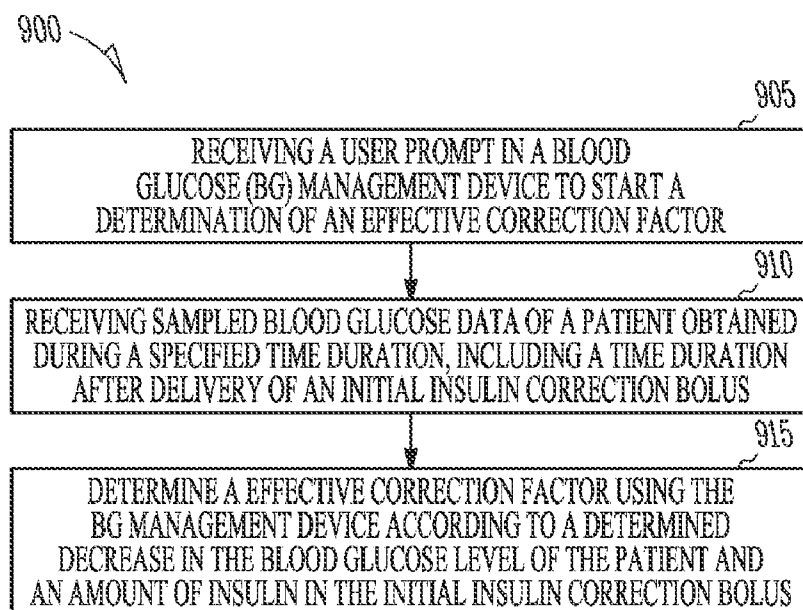 900
905
RECEIVING A USER PROMPT IN A BLOOD
GLUCOSE (BG) MANAGEMENT DEVICE TO START A
DETERMINATION OF AN EFFECTIVE CORRECTION FACTOR
910
RECEIVING SAMPLED BLOOD GLUCOSE DATA OF A PATIENT OBTAINED
DURING A SPECIFIED TIME DURATION, INCLUDING A TIME DURATION
AFTER DELIVERY OF AN INITIAL INSULIN CORRECTION BOLUS
915
DETERMINE A EFFECTIVE CORRECTION FACTOR USING THE
BG MANAGEMENT DEVICE ACCORDING TO A DETERMINED
DECREASE IN THE BLOOD GLUCOSE LEVEL OF THE PATIENT AND
AN AMOUNT OF INSULIN IN THE INITIAL INSULIN CORRECTION BOLUS